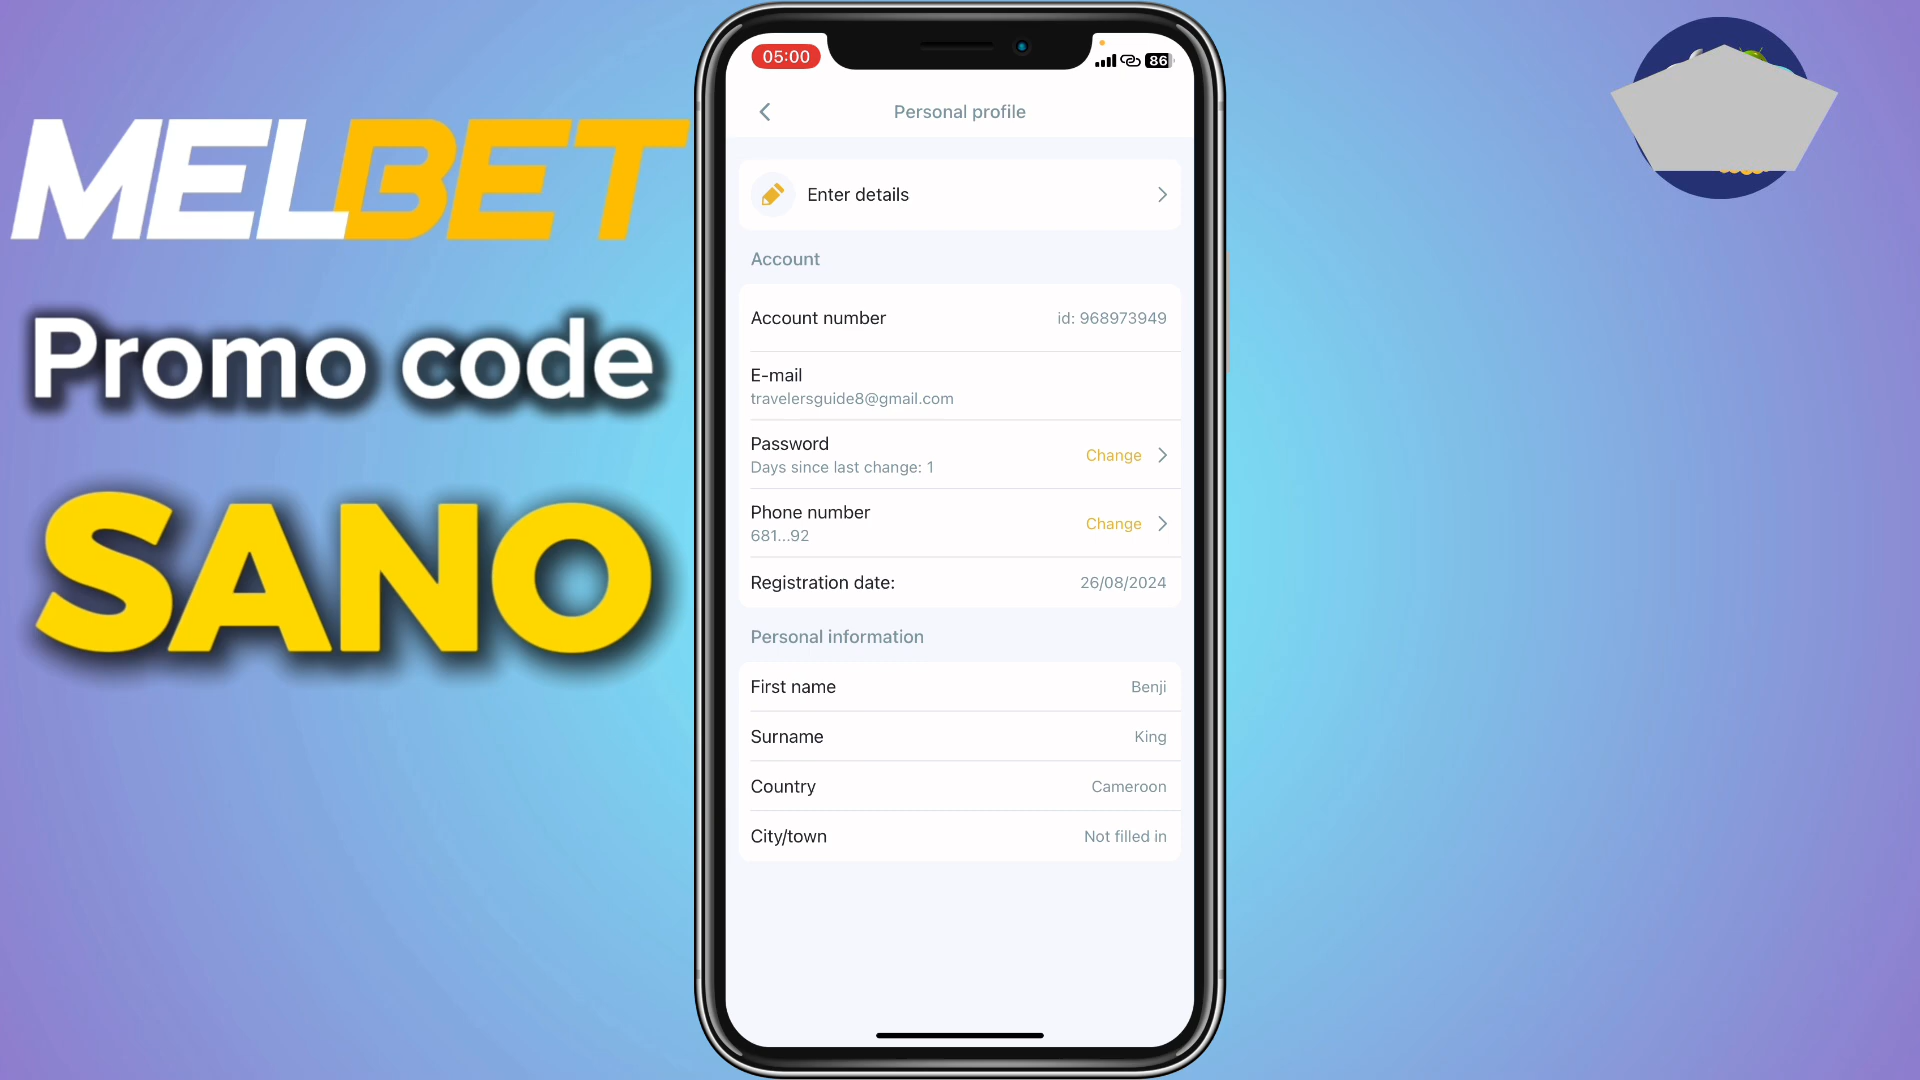 MELBET
Promo code
SANO
05:00
86
Personal profile
Enter details
Account
Account number
id: 968973949
E-mail
travelersguide8@gmail.com
Password
Days since last change: 1
Change
Phone number
681...92
Change
Registration date:
26/08/2024
Personal information
First name
Benji
Surname
King
Country
Cameroon
City/town
Not filled in